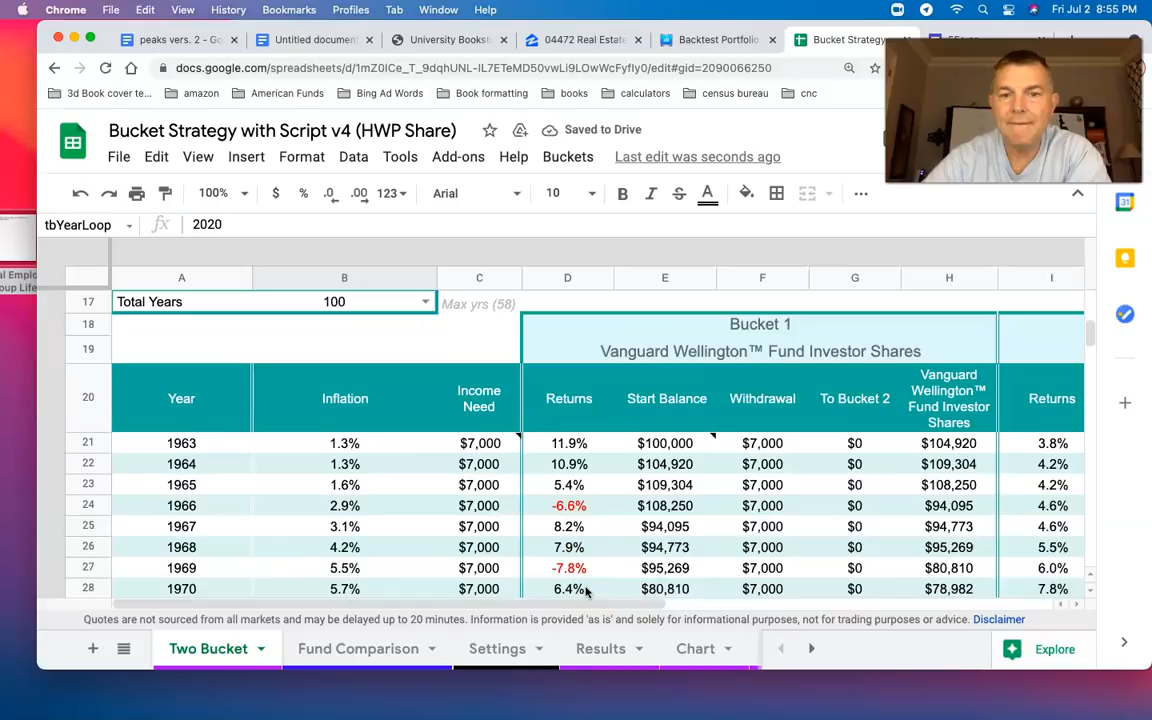 Chrome File Edit View History Bookmarks Profiles Tab Window Help Fri Jul 2 8:55 PM
peaks vers. 2 - G Untitled documen University Books 04472 Real Estate Backtest Portfolio Bucket Strategy
docs.google.com/spreadsheets/d/1mZ0ICe_T_9dqhUNL-IL7ETeMD50vwLi9LOwWcFyfIy0/edit#gid=2090066250
3d Book cover te... amazon American Funds Bing Ad Words Book formatting books calculators census bureau cnc
Bucket Strategy with Script v4 (HWP Share) Saved to Drive
File Edit View Insert Format Data Tools Add-ons Help Buckets Last edit was seconds ago
100% $ % .0 .00 123 Arial 10 B I S A
tbYearLoop fx 2020
A B C D E F G H I
17 Total Years 100 Max yrs (58)
18 Bucket 1
19 Vanguard Wellington™ Fund Investor Shares
20 Year Inflation Income Need Returns Start Balance Withdrawal To Bucket 2 Vanguard Wellington™ Fund Investor Shares Returns
21 1963 1.3% $7,000 11.9% $100,000 $7,000 $0 $104,920 3.8%
22 1964 1.3% $7,000 10.9% $104,920 $7,000 $0 $109,304 4.2%
23 1965 1.6% $7,000 5.4% $109,304 $7,000 $0 $108,250 4.2%
24 1966 2.9% $7,000 -6.6% $108,250 $7,000 $0 $94,095 4.6%
25 1967 3.1% $7,000 8.2% $94,095 $7,000 $0 $94,773 4.6%
26 1968 4.2% $7,000 7.9% $94,773 $7,000 $0 $95,269 5.5%
27 1969 5.5% $7,000 -7.8% $95,269 $7,000 $0 $80,810 6.0%
28 1970 5.7% $7,000 6.4% $80,810 $7,000 $0 $78,982 7.8%
Quotes are not sourced from all markets and may be delayed up to 20 minutes. Information is provided 'as is' and solely for informational purposes, not for trading purposes or advice. Disclaimer
Two Bucket Fund Comparison Settings Results Chart Explore
al Employ
oup Life
31